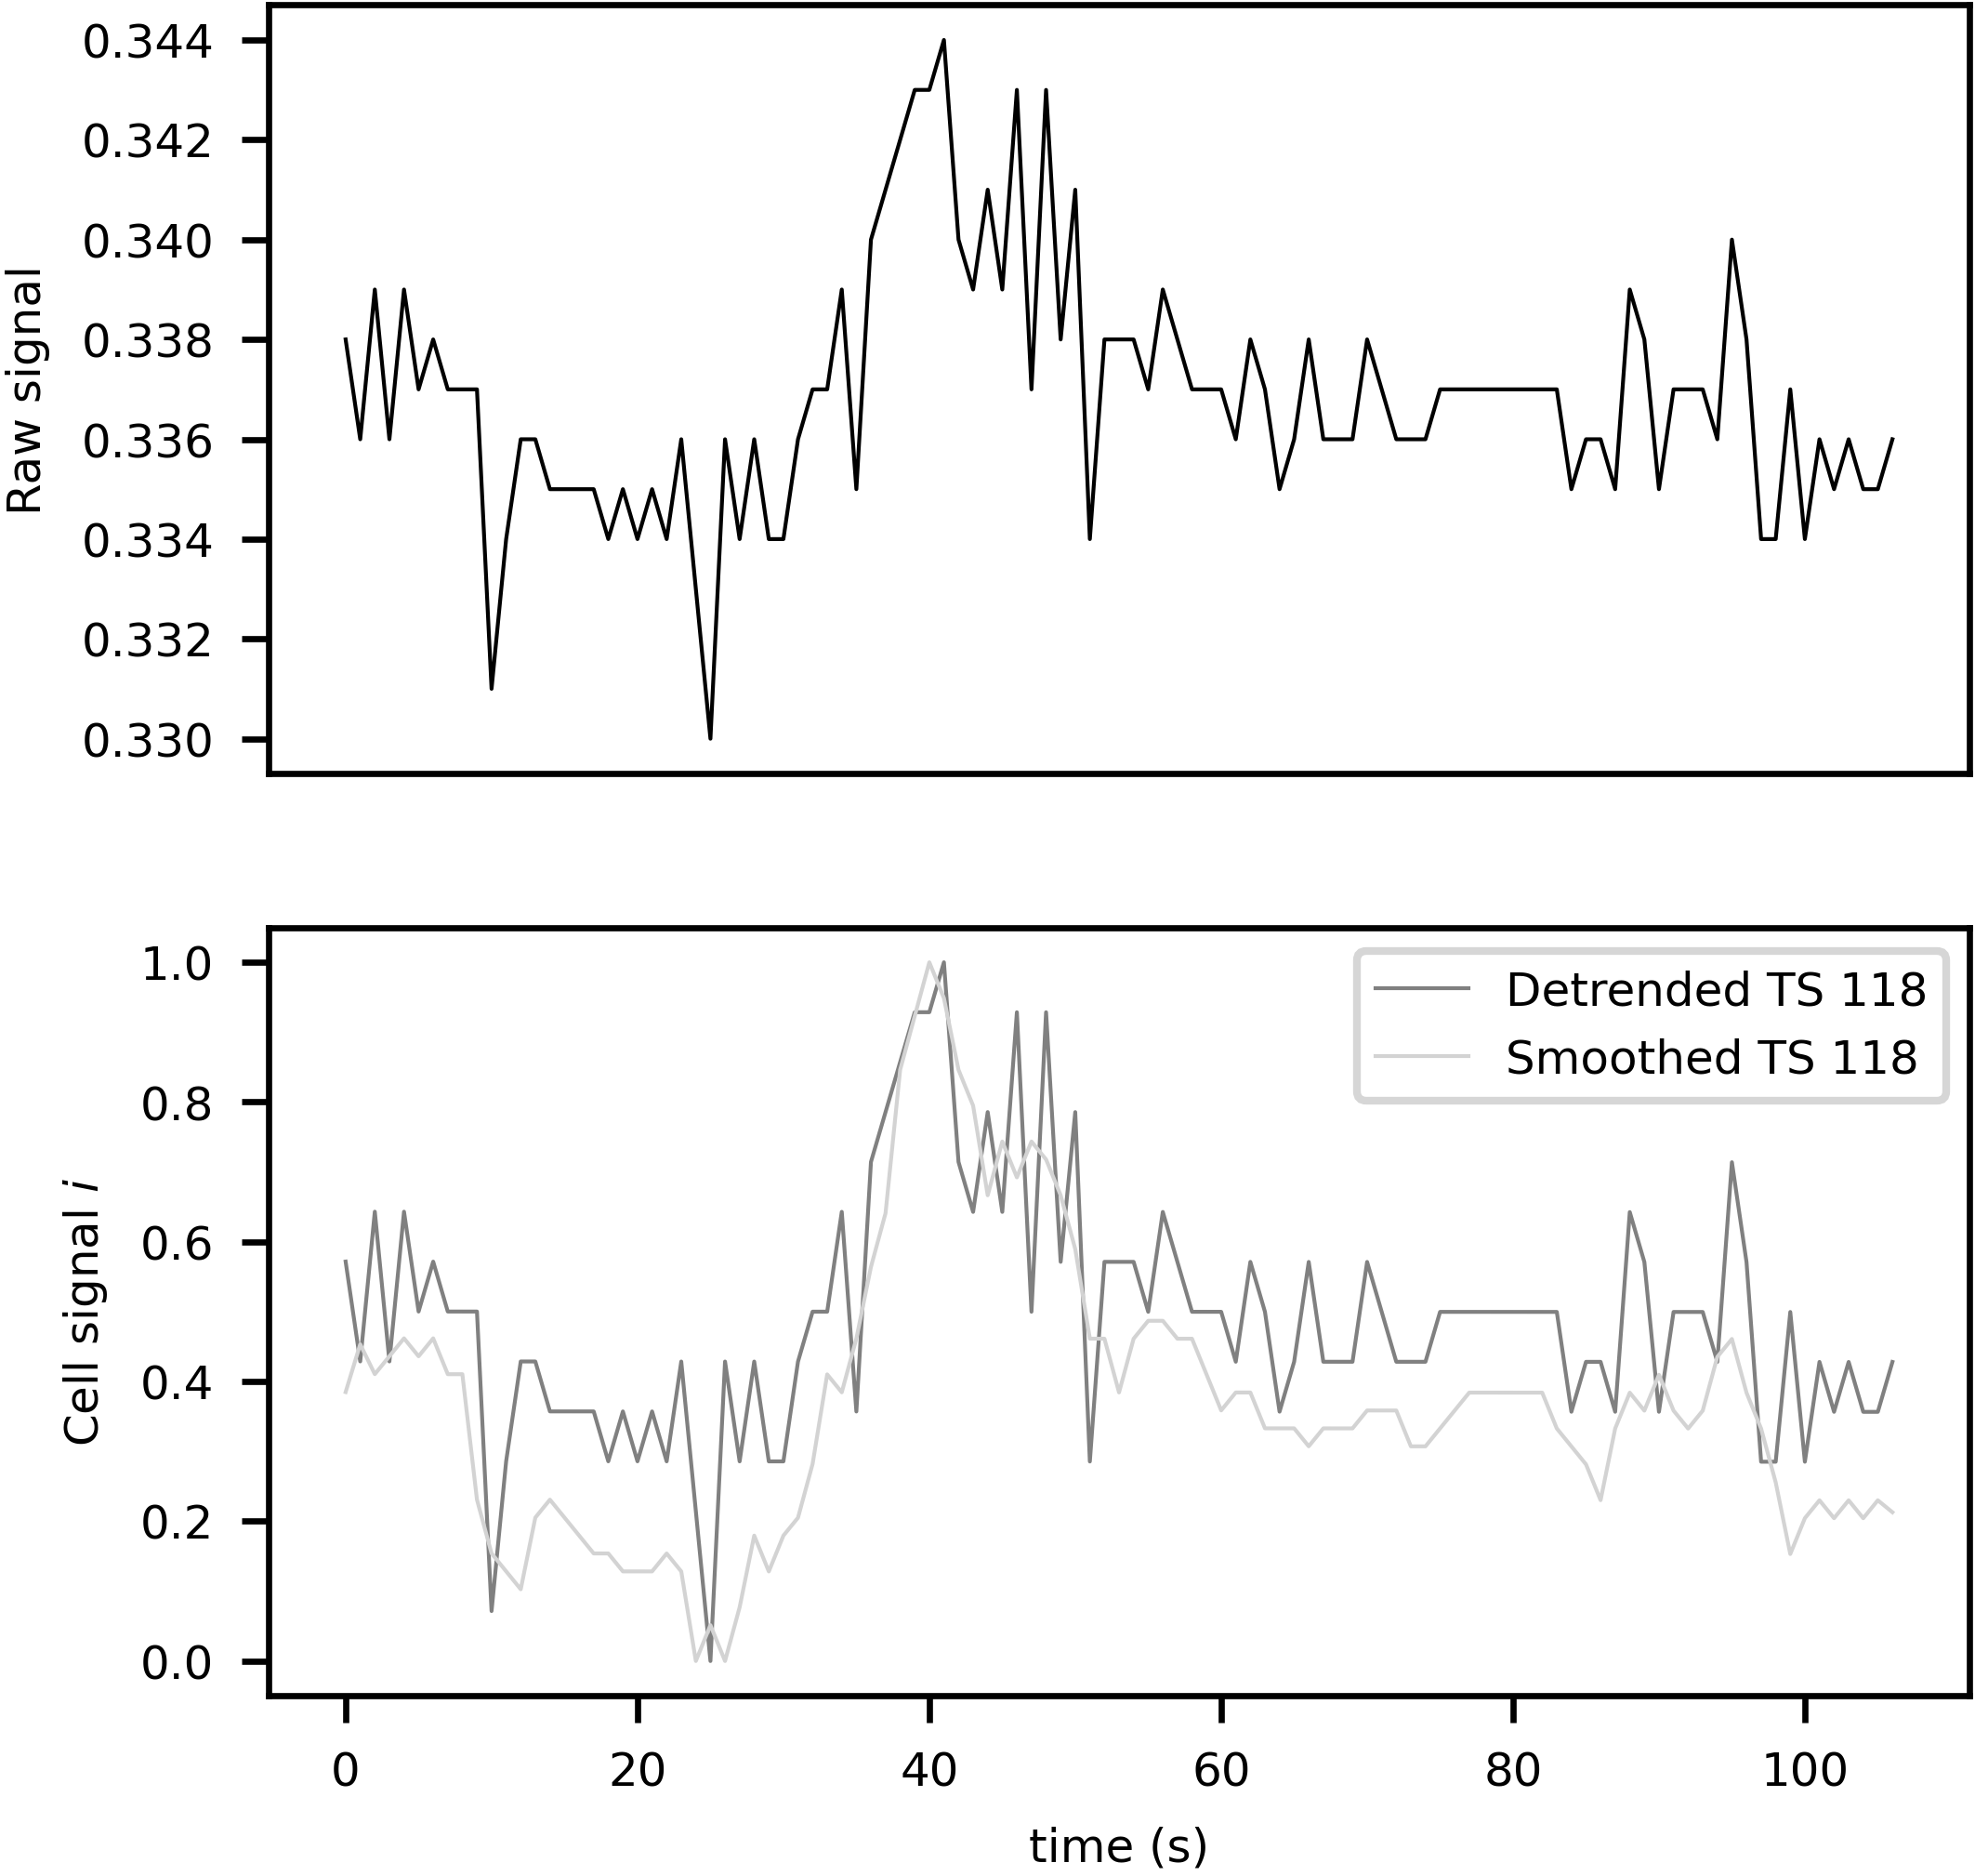 0.344
0.342
0.340
0.338
0.336
0.334
0.332
0.330
Raw signal
1.0
0.8
0.6
0.4
0.2
0.0
Cell signal i
Detrended TS 118
Smoothed TS 118
0 20 40 60 80 100
time (s)